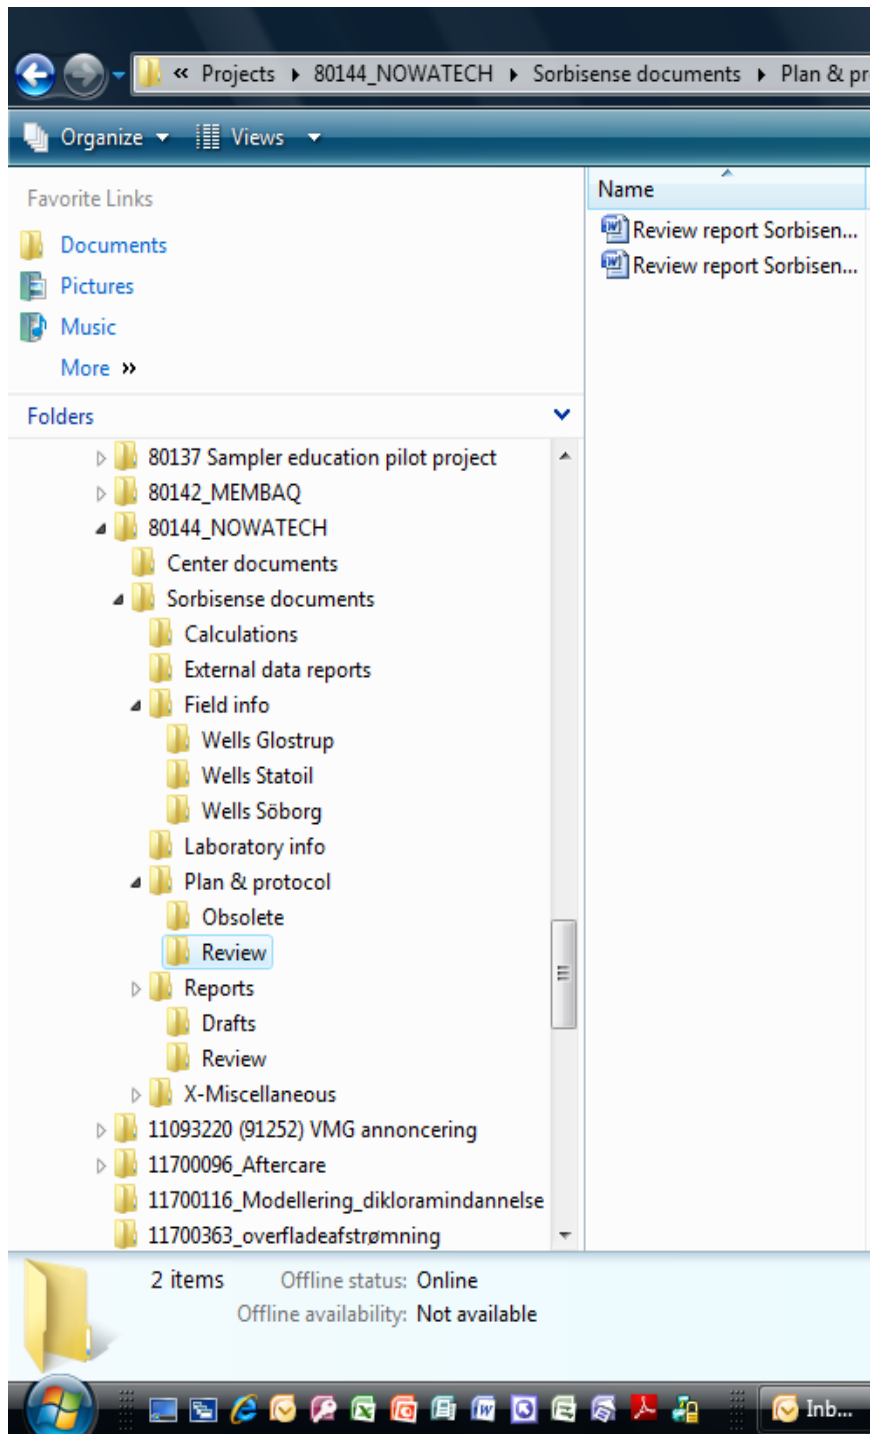 « Projects ▸ 80144_NOWATECH ▸ Sorbisense documents ▸ Plan & pr
Organize Views
Favorite Links
Documents
Pictures
Music
More »
Folders
80137 Sampler education pilot project
80142_MEMBAQ
80144_NOWATECH
Center documents
Sorbisense documents
Calculations
External data reports
Field info
Wells Glostrup
Wells Statoil
Wells Söborg
Laboratory info
Plan & protocol
Obsolete
Review
Reports
Drafts
Review
X-Miscellaneous
11093220 (91252) VMG annoncering
11700096_Aftercare
11700116_Modellering_dikloramindannelse
11700363_overfladeafstrømning
Name
Review report Sorbisen...
Review report Sorbisen...
2 items Offline status: Online
Offline availability: Not available
Inb...